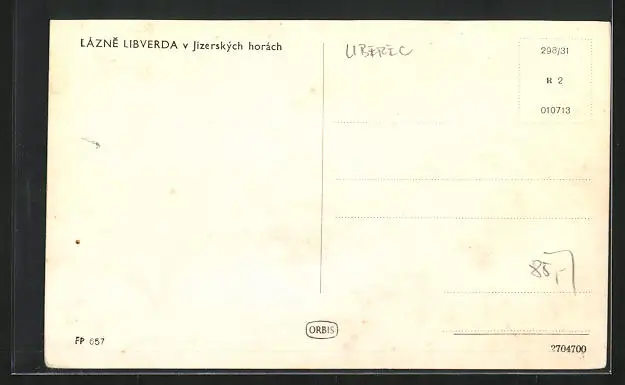 LÁZNĚ LIBVERDA v Jizerských horách
LIBEREC
298/31
R 2
010713
85,-
ORBIS
FP 657
2704700